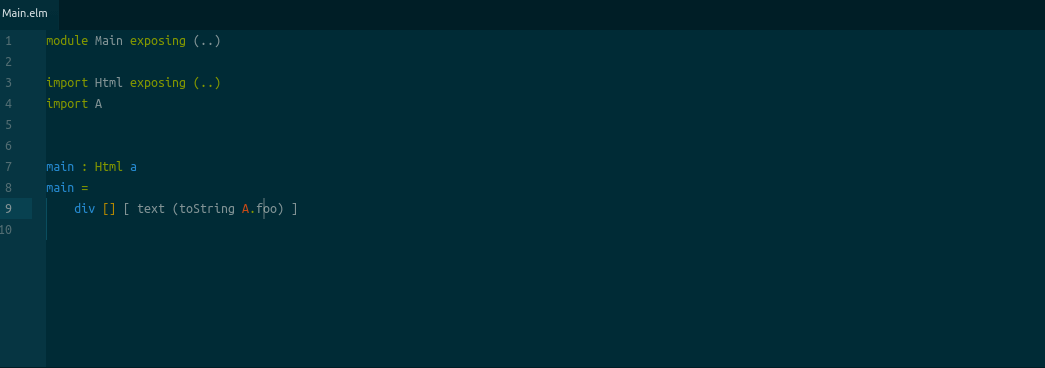 Main.elm
1 module Main exposing (..)
2
3 import Html exposing (..)
4 import A
5
6
7 main : Html a
8 main =
9 div [] [ text (toString A.foo) ]
10